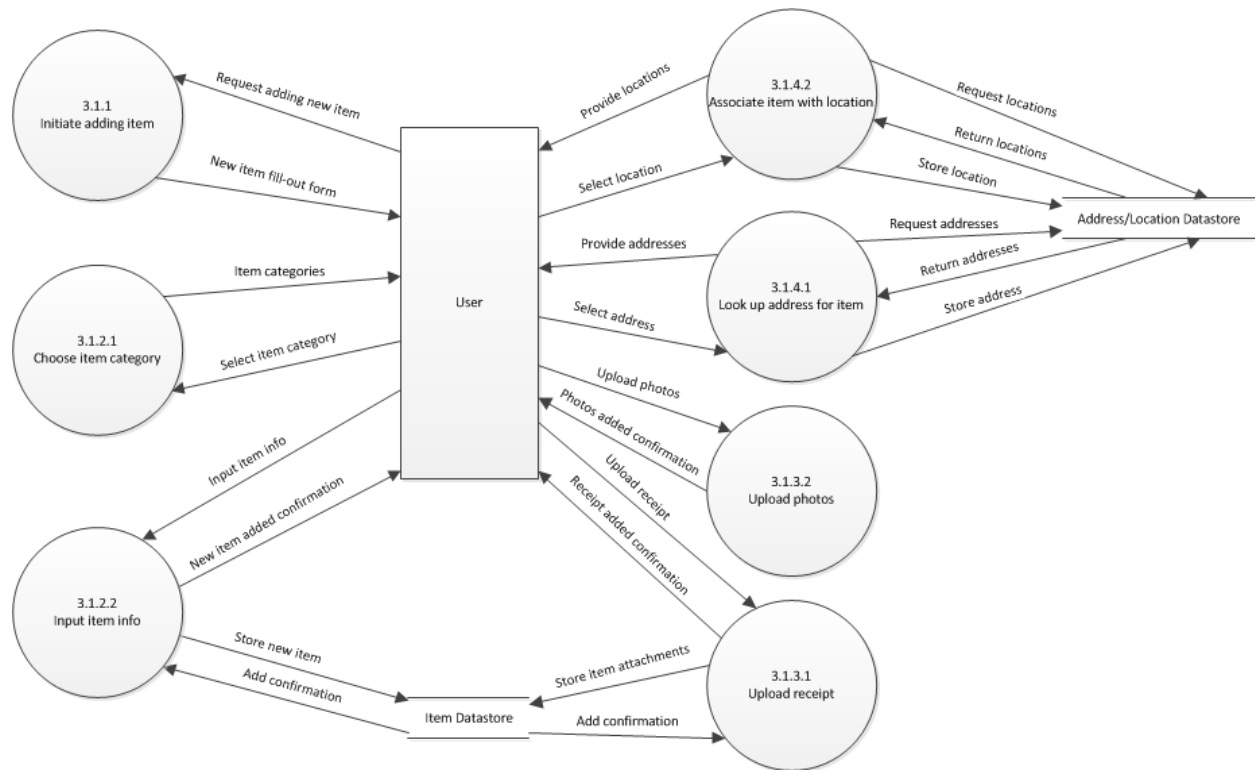 3.1.1
Initiate adding item
Request adding new item
New item fill-out form
3.1.2.1
Choose item category
Item categories
Select item category
3.1.2.2
Input item info
Input item info
New item added confirmation
Store new item
Add confirmation
User
Item Datastore
Provide locations
Select location
3.1.4.2
Associate item with location
Request locations
Return locations
Store location
Address/Location Datastore
Provide addresses
Select address
3.1.4.1
Look up address for item
Request addresses
Return addresses
Store address
Upload photos
Photos added confirmation
3.1.3.2
Upload photos
Upload receipt
Receipt added confirmation
3.1.3.1
Upload receipt
Store item attachments
Add confirmation